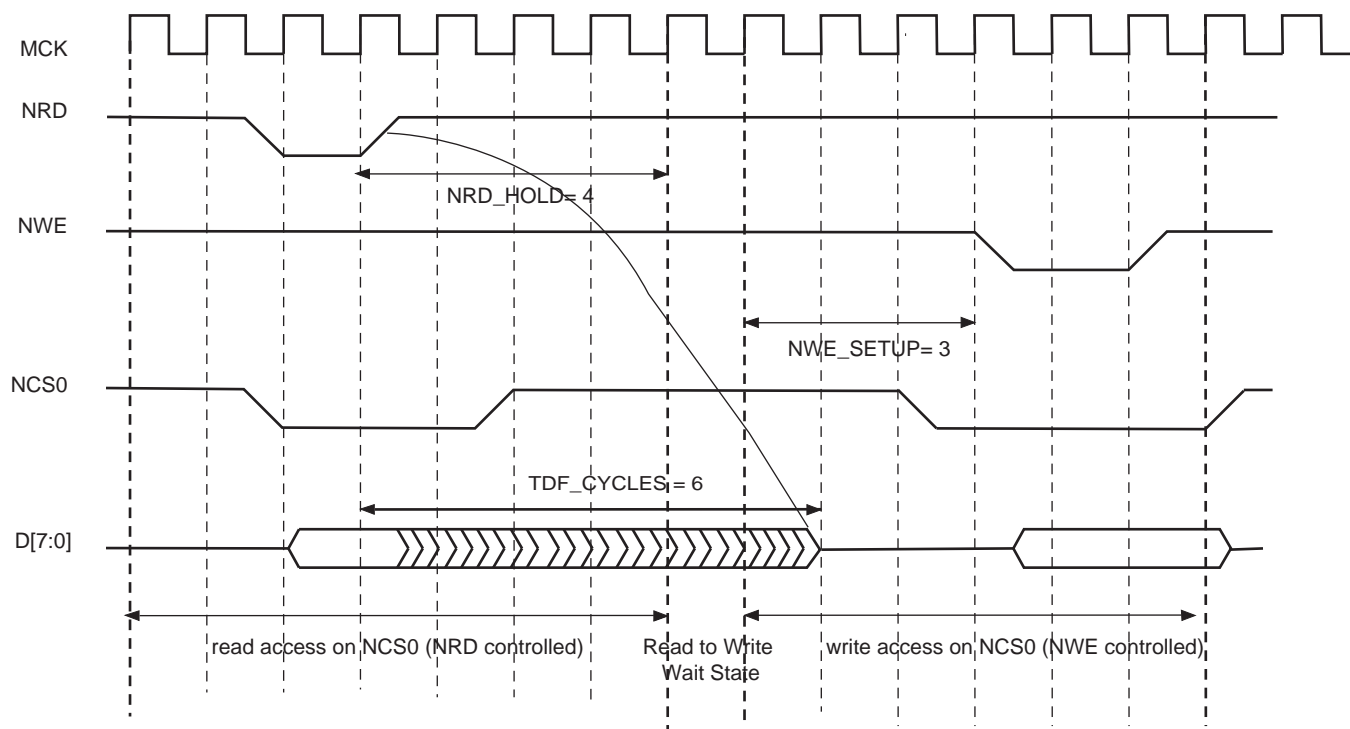 MCK
NRD
NRD_HOLD= 4
NWE
NWE_SETUP= 3
NCS0
TDF_CYCLES = 6
D[7:0]
read access on NCS0 (NRD controlled)
Read to Write
Wait State
write access on NCS0 (NWE controlled)